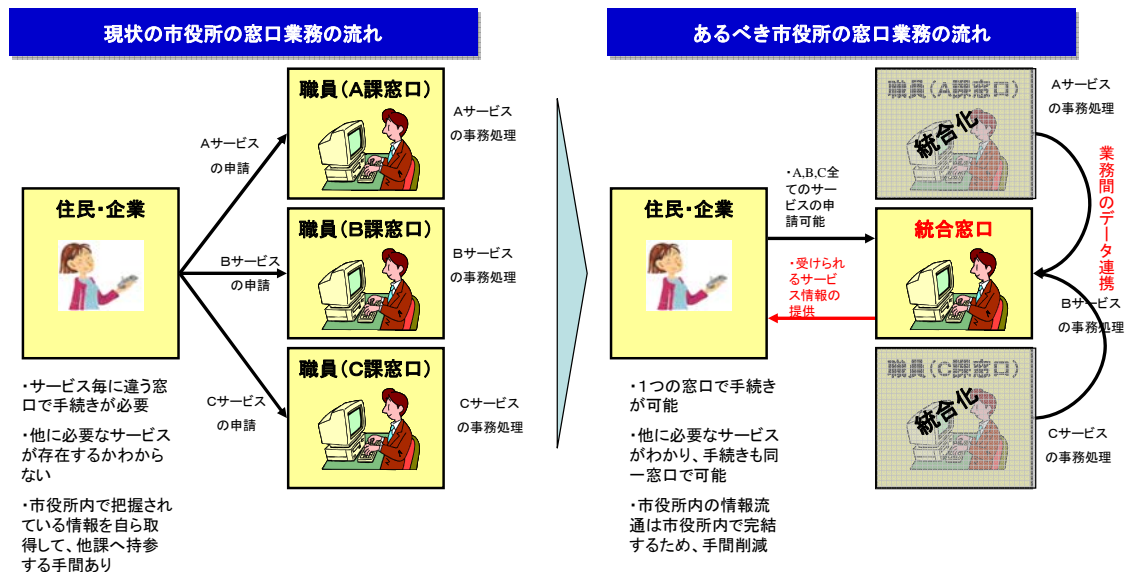 現状の市役所の窓口業務の流れ
職員(A課窓口)
Aサービス
の事務処理
Aサービス
の申請
住民・企業
職員(B課窓口)
Bサービス
の事務処理
Bサービス
の申請
職員(C課窓口)
Cサービス
の事務処理
Cサービス
の申請
・サービス毎に違う窓
口で手続きが必要
・他に必要なサービス
が存在するかわから
ない
・市役所内で把握され
ている情報を自ら取
得して、他課へ持参
する手間あり
あるべき市役所の窓口業務の流れ
職員(A課窓口)
統合化
Aサービス
の事務処理
・A,B,C全
てのサー
ビスの申
請可能
住民・企業
統合窓口
業務間のデータ連携
・受けられ
るサービ
ス情報の
提供
Bサービス
の事務処理
職員(C課窓口)
統合化
Cサービス
の事務処理
・1つの窓口で手続き
が可能
・他に必要なサービス
がわかり、手続きも同
一窓口で可能
・市役所内の情報流
通は市役所内で完結
するため、手間削減